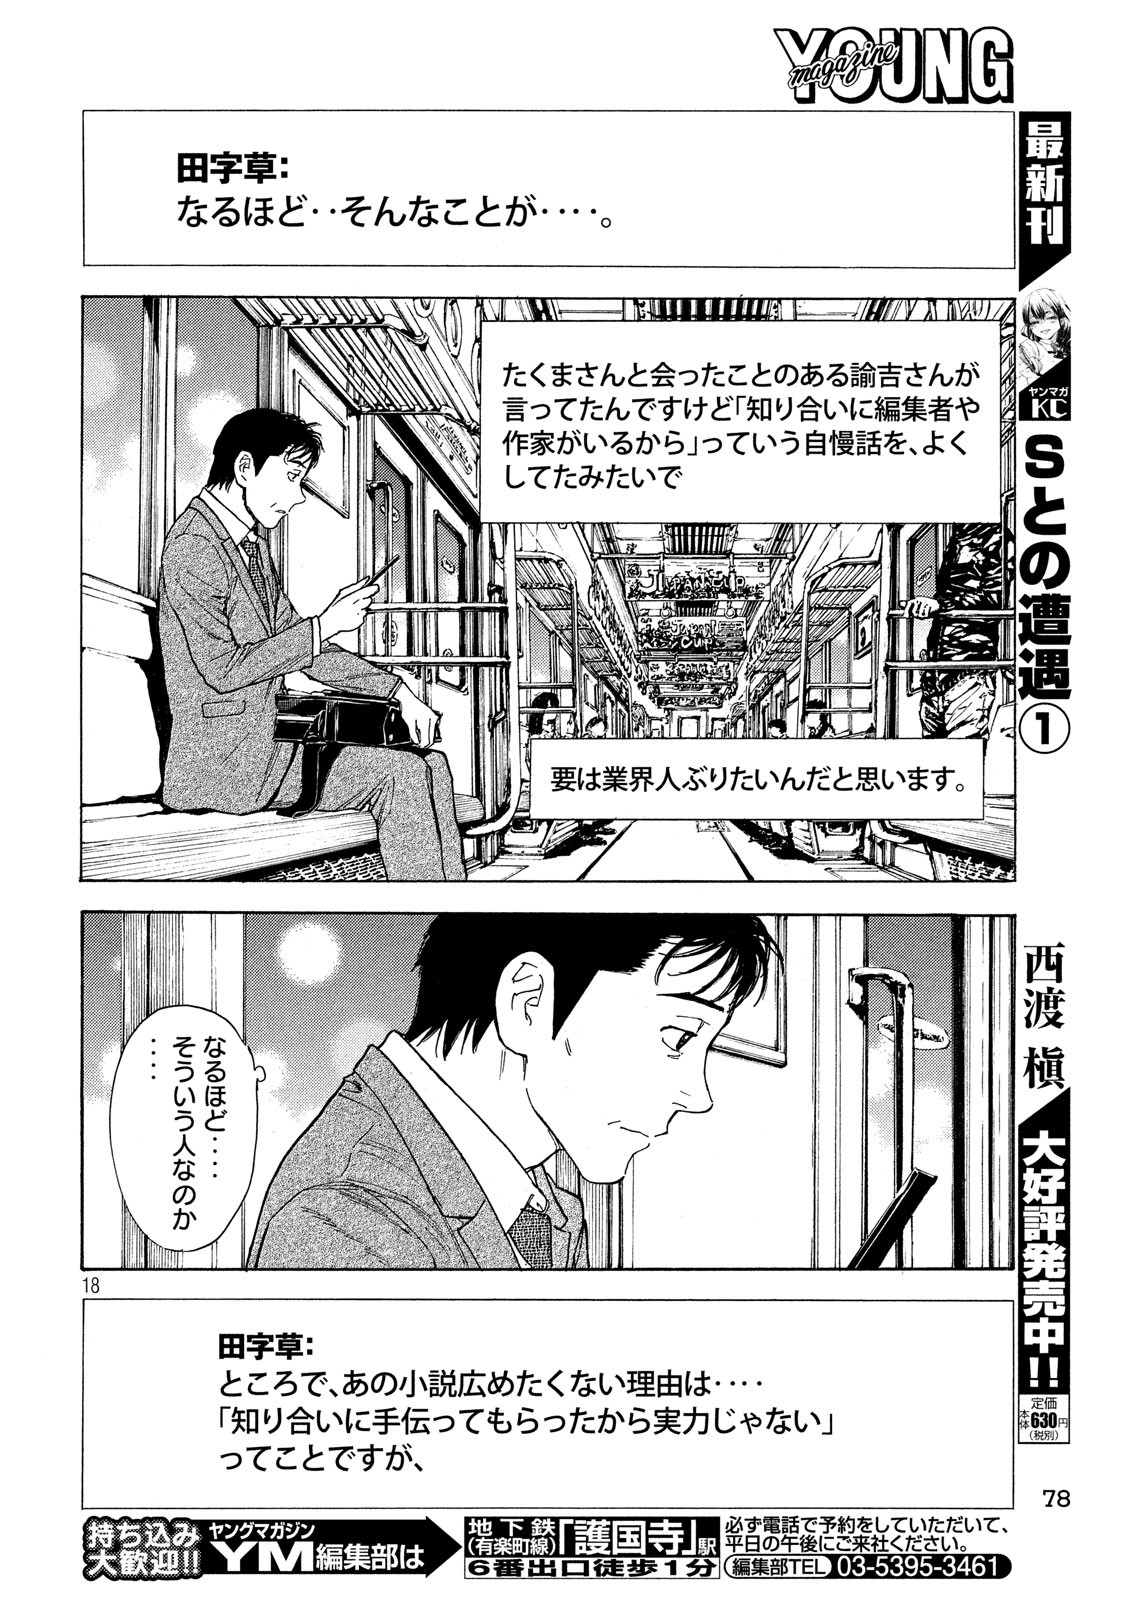 YOUNG
magazine
最新刊
ヤンマガ
KC
Sとの遭遇①
西渡 槇
大好評発売中!!
定価
本体630円
(税別)
田字草：
なるほど‥そんなことが‥‥。
たくまさんと会ったことのある諭吉さんが
言ってたんですけど「知り合いに編集者や
作家がいるから」っていう自慢話を、よく
してたみたいで
JAPAN CUP
JAPAN CUP
要は業界人ぶりたいんだと思います。
なるほど‥‥
そういう人なのか
‥‥
18
田字草：
ところで、あの小説広めたくない理由は‥‥
「知り合いに手伝ってもらったから実力じゃない」
ってことですが、
78
持ち込み
大歓迎!!
ヤングマガジン
YM編集部は
地下鉄
(有楽町線)「護国寺」駅
6番出口徒歩1分
必ず電話で予約をしていただいて、
平日の午後にご来社ください。
編集部TEL 03-5395-3461